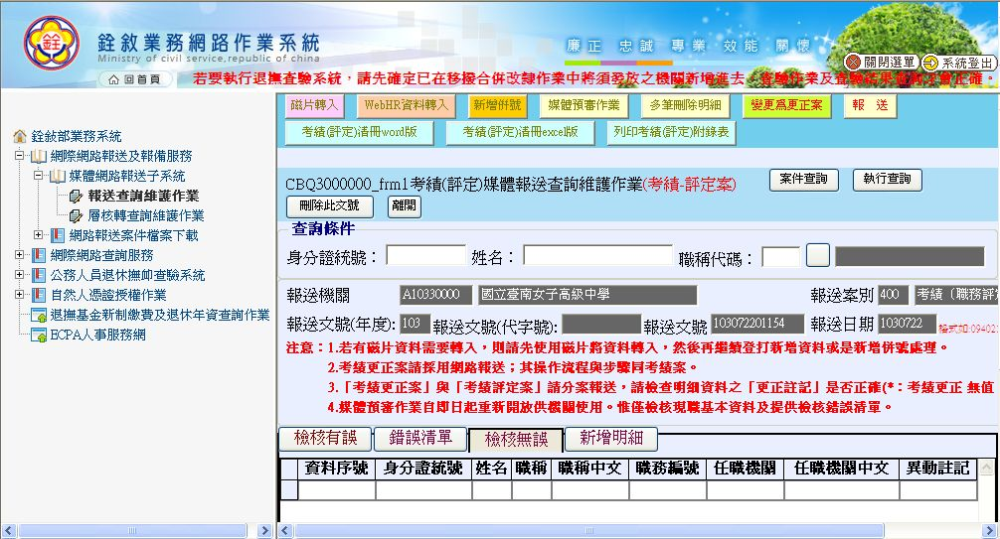 銓敘業務網路作業系統
Ministry of civil service,republic of china
廉正 忠誠 專業 效能 關懷
回首頁
關閉選單 系統登出
若要執行退撫查驗系統，請先確定已在移撥合併改隸作業中將須發放之機關新增進去
磁片轉入 WebHR資料轉入 新增併號 媒體預審作業 多筆刪除明細 變更為更正案 報 送
考績(評定)清冊word版 考績(評定)清冊excel版 列印考績(評定)附錄表
銓敘部業務系統
網際網路報送及報備服務
媒體網路報送子系統
報送查詢維護作業
層核轉查詢維護作業
網路報送案件檔案下載
網際網路查詢服務
公務人員退休撫卹查驗系統
自然人憑證授權作業
退撫基金新制繳費及退休年資查詢作業
ECPA人事服務網
CBQ3000000_frm1考績(評定)媒體報送查詢維護作業(考績-評定案) 案件查詢 執行查詢
刪除此文號 離開
查詢條件
身分證統號： 姓名： 職稱代碼：
報送機關 A10330000 國立臺南女子高級中學 報送案別 400 考績（職務評
報送文號(年度): 103 報送文號(代字號): 報送文號 103072201154 報送日期 1030722 格式如:09402
注意：1.若有磁片資料需要轉入，則請先使用磁片將資料轉入，然後再繼續登打新增資料或是新增併號處理。
2.考績更正案請採用網路報送；其操作流程與步驟同考績案。
3.「考績更正案」與「考績評定案」請分案報送，請檢查明細資料之「更正註記」是否正確(*：考績更正 無值
4.媒體預審作業自即日起重新開放供機關使用。惟僅檢核現職基本資料及提供檢核錯誤清單。
檢核有誤 錯誤清單 檢核無誤 新增明細
資料序號 身分證統號 姓名 職稱 職稱中文 職務編號 任職機關 任職機關中文 異動註記